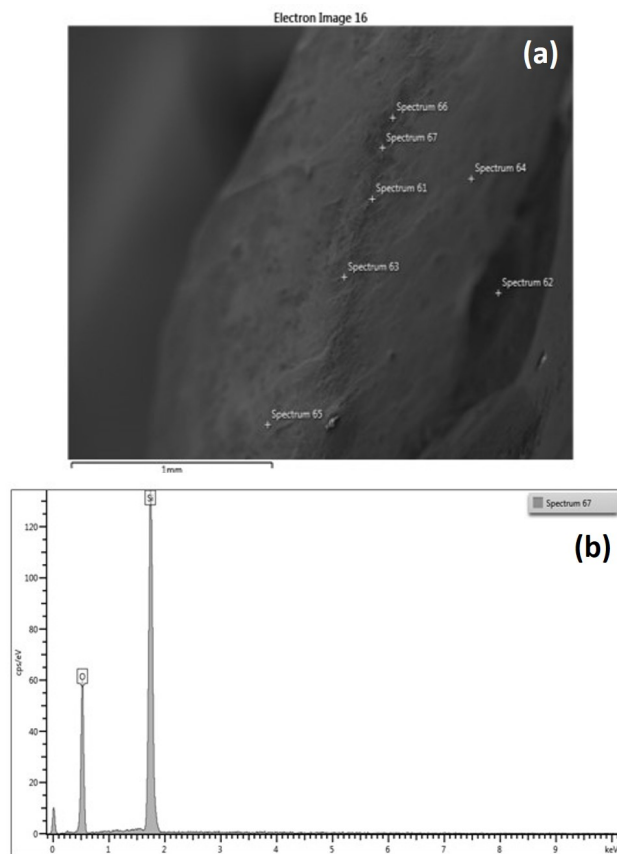 Electron Image 16
(a)
Spectrum 66
Spectrum 67
Spectrum 64
Spectrum 61
Spectrum 63
Spectrum 62
Spectrum 65
1mm
Si
Spectrum 67
(b)
120
100
80
cps/eV
60
O
40
20
0
0 1 2 3 4 5 6 7 8 9 keV